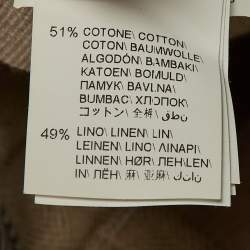 51% COTONE\ COTTON\
COTON\ BAUMWOLLE\
ALGODÓN\ BAMBAKI\
KATOEN\ BOMULD\
ПАМУК\ BAVLNA\
BUMBAC\ ХЛОПОК\
コットン\ 全棉\ قطن
49% LINO\ LINEN\ LIN\
LEINEN\ LINO\ ΛΙΝΑΡΙ\
LINNEN\ HØR\ ЛЕН\ LEN\
IN\ ЛЁН\ 麻\ 亚麻\ كتان